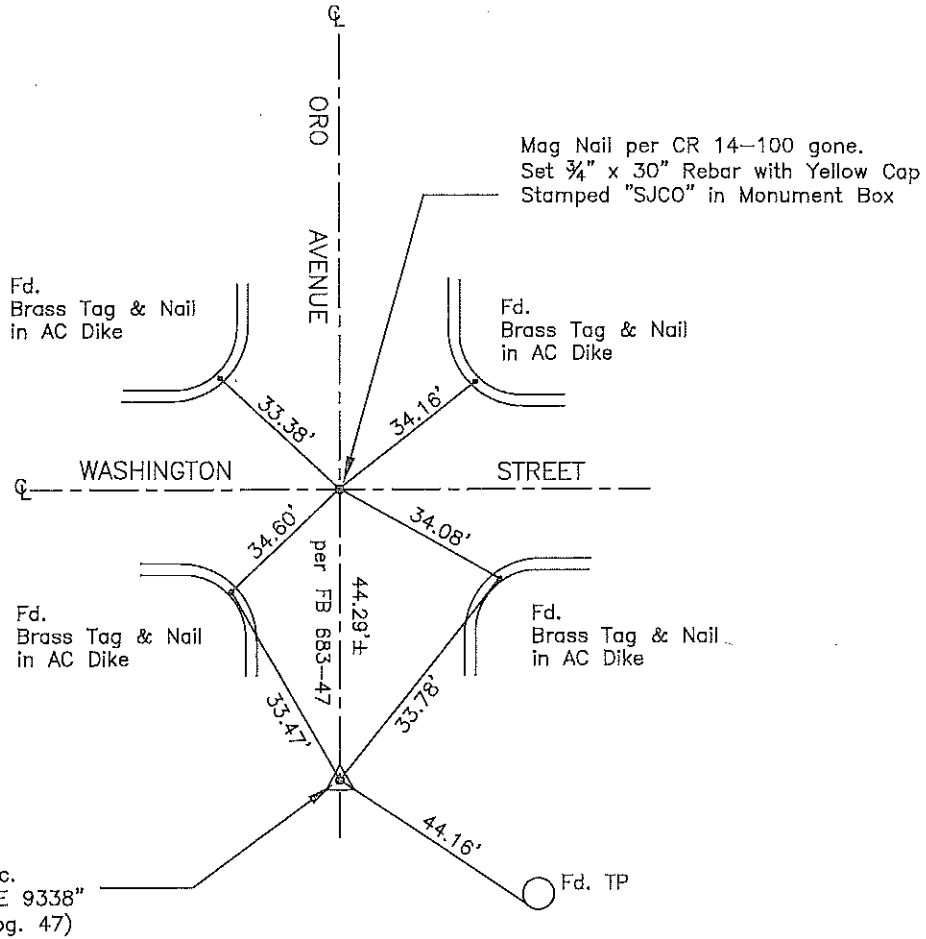 ℄
ORO
AVENUE
Mag Nail per CR 14-100 gone.
Set ¾" x 30" Rebar with Yellow Cap
Stamped "SJCO" in Monument Box
Fd.
Brass Tag & Nail
in AC Dike
Fd.
Brass Tag & Nail
in AC Dike
33.38'
34.16'
℄
WASHINGTON
STREET
34.60'
34.08'
44.29'±
per FB 683-47
Fd.
Brass Tag & Nail
in AC Dike
Fd.
Brass Tag & Nail
in AC Dike
33.47'
33.78'
44.16'
Fd. TP
c.
E 9338"
pg. 47)